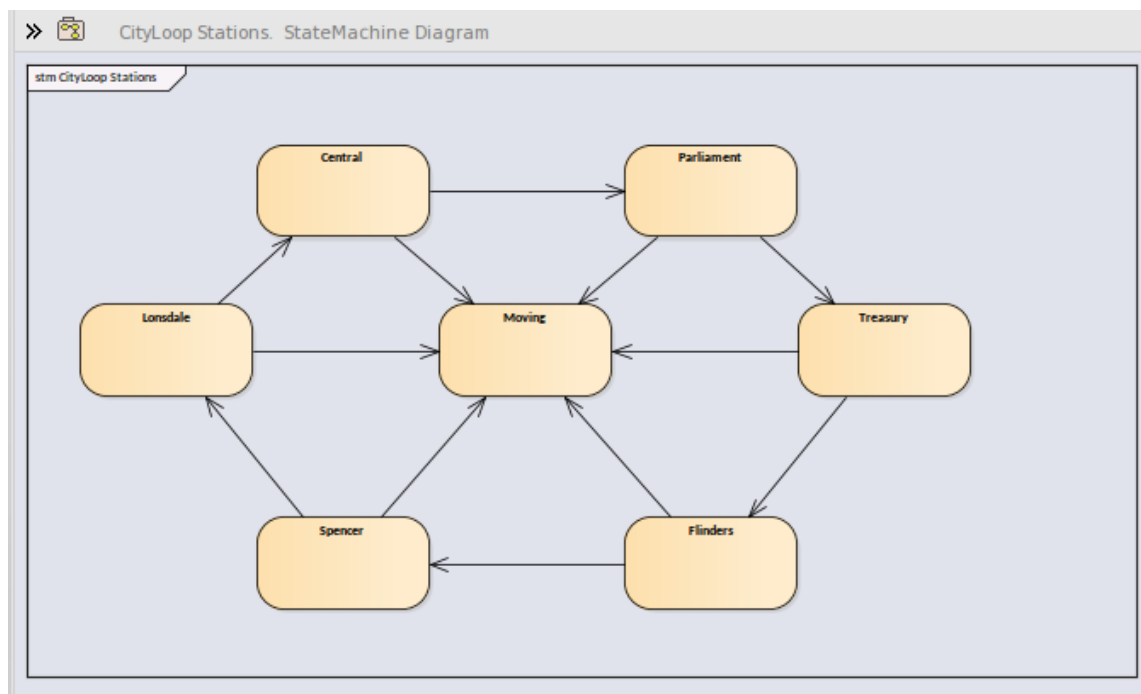 CityLoop Stations.  StateMachine Diagram
stm CityLoop Stations
Central
Parliament
Lonsdale
Moving
Treasury
Spencer
Flinders